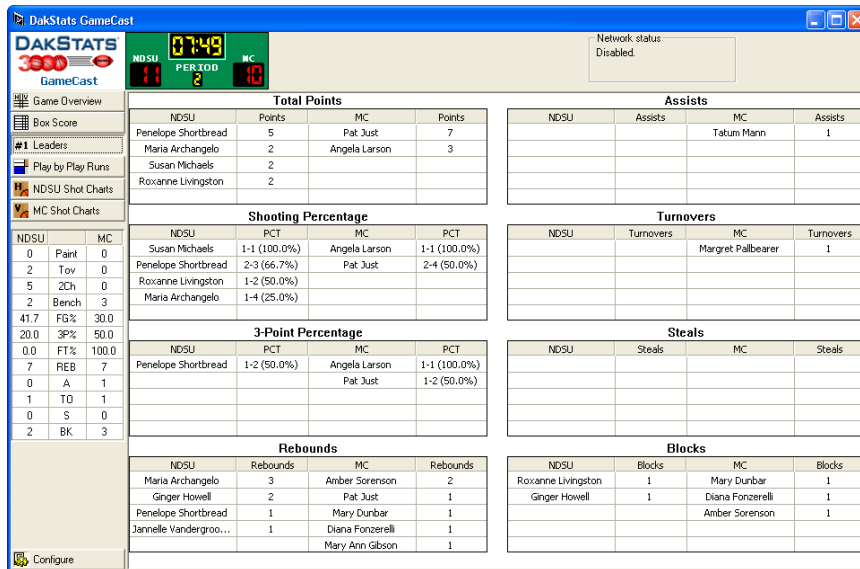 DakStats GameCast
DAKSTATS
3000
GameCast
07:49
NDSU PERIOD MC
11 2 10
Network status
Disabled.
Game Overview
Box Score
#1 Leaders
Play by Play Runs
NDSU Shot Charts
MC Shot Charts
NDSU MC
0 Paint 0
2 Tov 0
5 2Ch 0
2 Bench 3
41.7 FG% 30.0
20.0 3P% 50.0
0.0 FT% 100.0
7 REB 7
0 A 1
1 TO 1
0 S 0
2 BK 3
Configure
Total Points
NDSU Points MC Points
Penelope Shortbread 5 Pat Just 7
Maria Archangelo 2 Angela Larson 3
Susan Michaels 2
Roxanne Livingston 2
Assists
NDSU Assists MC Assists
Tatum Mann 1
Shooting Percentage
NDSU PCT MC PCT
Susan Michaels 1-1 (100.0%) Angela Larson 1-1 (100.0%)
Penelope Shortbread 2-3 (66.7%) Pat Just 2-4 (50.0%)
Roxanne Livingston 1-2 (50.0%)
Maria Archangelo 1-4 (25.0%)
Turnovers
NDSU Turnovers MC Turnovers
Margret Pallbearer 1
3-Point Percentage
NDSU PCT MC PCT
Penelope Shortbread 1-2 (50.0%) Angela Larson 1-1 (100.0%)
Pat Just 1-2 (50.0%)
Steals
NDSU Steals MC Steals
Rebounds
NDSU Rebounds MC Rebounds
Maria Archangelo 3 Amber Sorenson 2
Ginger Howell 2 Pat Just 1
Penelope Shortbread 1 Mary Dunbar 1
Jannelle Vandergroo... 1 Diana Fonzerelli 1
Mary Ann Gibson 1
Blocks
NDSU Blocks MC Blocks
Roxanne Livingston 1 Mary Dunbar 1
Ginger Howell 1 Diana Fonzerelli 1
Amber Sorenson 1